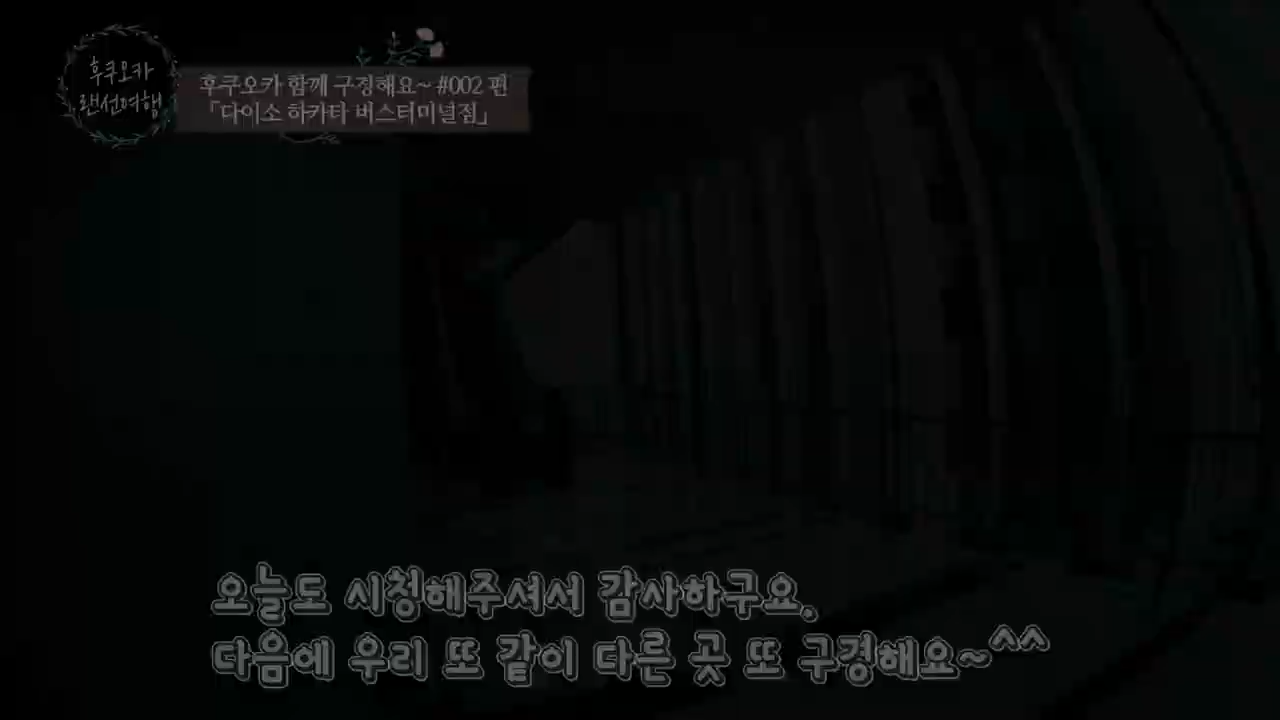 후쿠오카
랜선여행
후쿠오카 함께 구경해요~ #002 편
「다이소 하카타 버스터미널점」
오늘도 시청해주셔서 감사하구요,
다음에 우리 또 같이 다른 곳 또 구경해요~^^